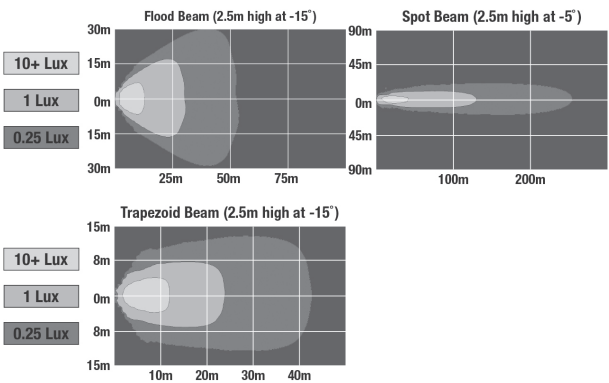 Flood Beam (2.5m high at -15°)
Spot Beam (2.5m high at -5°)
10+ Lux
1 Lux
0.25 Lux
30m
15m
0m
15m
30m
25m
50m
75m
90m
45m
0m
45m
90m
100m
200m
Trapezoid Beam (2.5m high at -15°)
10+ Lux
1 Lux
0.25 Lux
15m
8m
0m
8m
15m
10m
20m
30m
40m